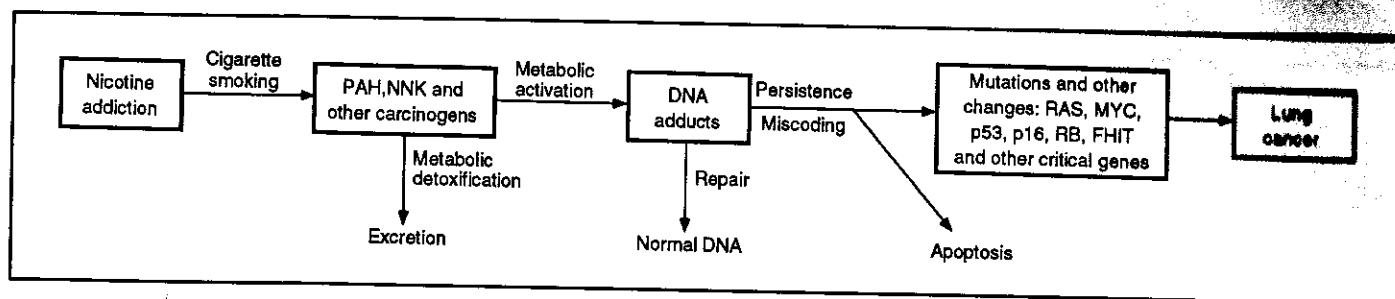 Nicotine
addiction
Cigarette
smoking
PAH,NNK and
other carcinogens
Metabolic
detoxification
Excretion
Metabolic
activation
DNA
adducts
Repair
Normal DNA
Persistence
Miscoding
Apoptosis
Mutations and other
changes: RAS, MYC,
p53, p16, RB, FHIT
and other critical genes
Lung
cancer